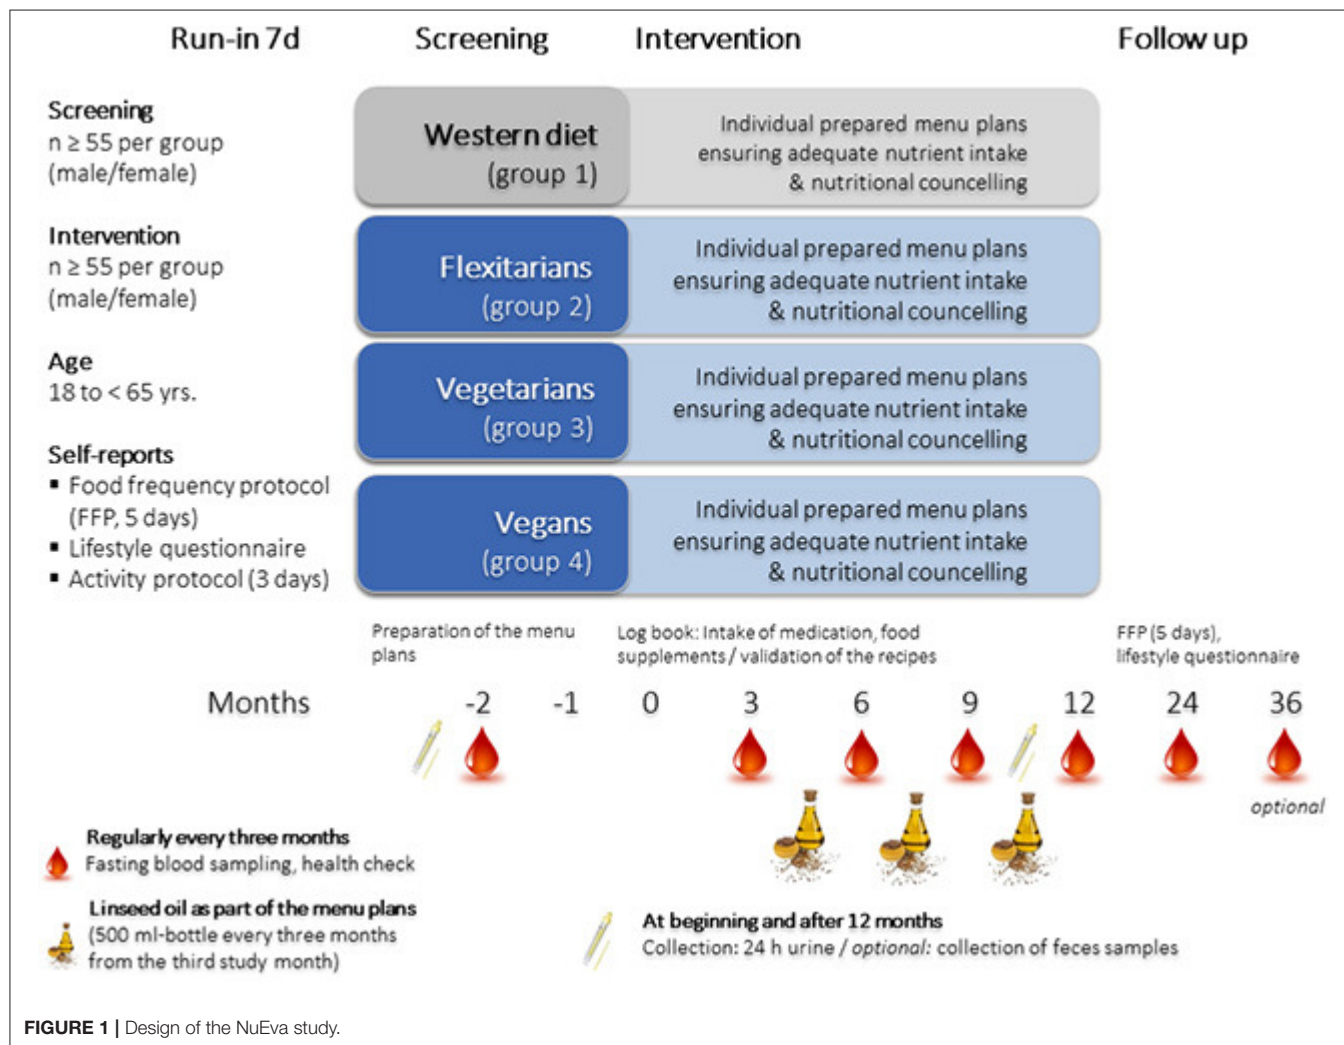 Run-in 7d
Screening
Intervention
Follow up
Screening
n ≥ 55 per group
(male/female)
Intervention
n ≥ 55 per group
(male/female)
Age
18 to < 65 yrs.
Self-reports
▪ Food frequency protocol
(FFP, 5 days)
▪ Lifestyle questionnaire
▪ Activity protocol (3 days)
Western diet
(group 1)
Individual prepared menu plans
ensuring adequate nutrient intake
& nutritional councelling
Flexitarians
(group 2)
Individual prepared menu plans
ensuring adequate nutrient intake
& nutritional councelling
Vegetarians
(group 3)
Individual prepared menu plans
ensuring adequate nutrient intake
& nutritional councelling
Vegans
(group 4)
Individual prepared menu plans
ensuring adequate nutrient intake
& nutritional councelling
Preparation of the menu
plans
Log book: Intake of medication, food
supplements / validation of the recipes
FFP (5 days),
lifestyle questionnaire
Months -2 -1 0 3 6 9 12 24 36
optional
Regularly every three months
Fasting blood sampling, health check
Linseed oil as part of the menu plans
(500 ml-bottle every three months
from the third study month)
At beginning and after 12 months
Collection: 24 h urine / optional: collection of feces samples
FIGURE 1 | Design of the NuEva study.